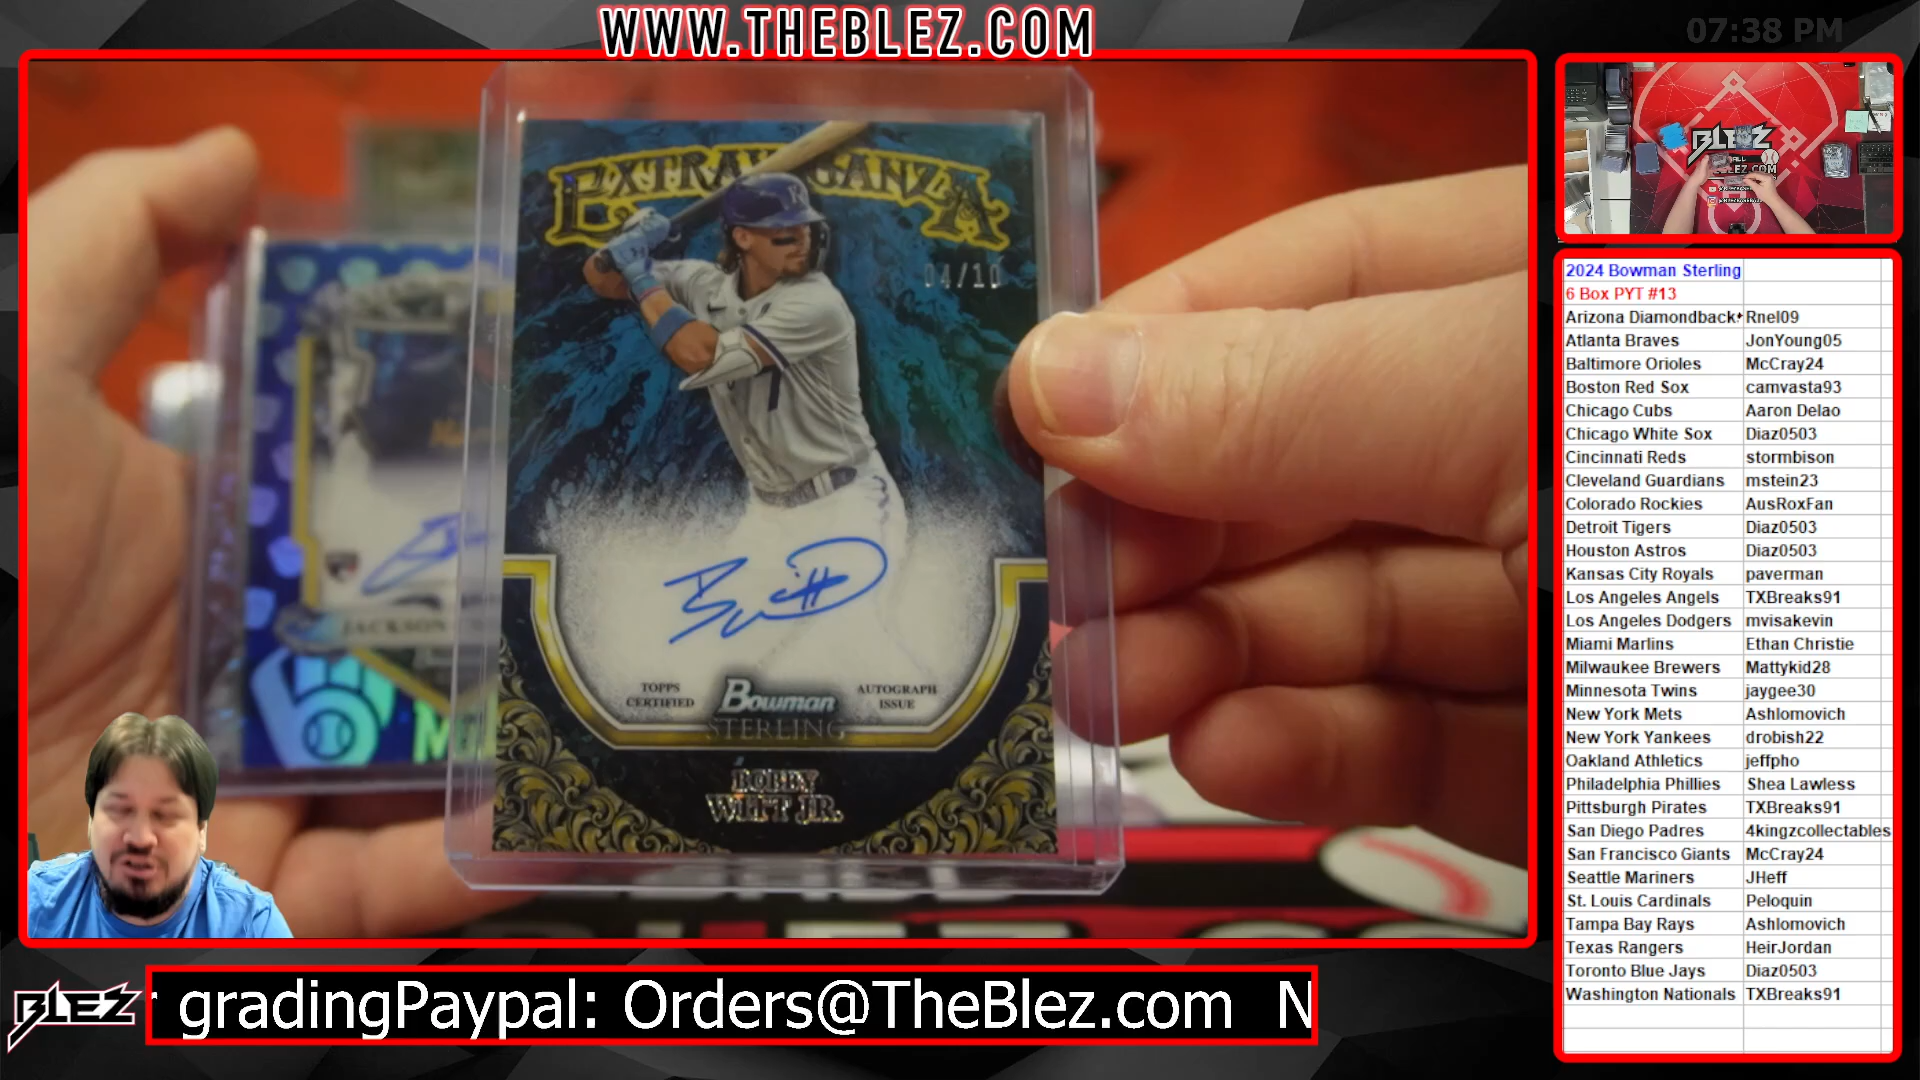 WWW.THEBLEZ.COM
07:38 PM
EXTRAVAGANZA
04/10
TOPPS CERTIFIED
AUTOGRAPH ISSUE
Bowman
STERLING
BOBBY
WITT JR.
JACKSON
BLEZ
2024 Bowman Sterling
6 Box PYT #13
Arizona Diamondback Rnel09
Atlanta Braves JonYoung05
Baltimore Orioles McCray24
Boston Red Sox camvasta93
Chicago Cubs Aaron Delao
Chicago White Sox Diaz0503
Cincinnati Reds stormbison
Cleveland Guardians mstein23
Colorado Rockies AusRoxFan
Detroit Tigers Diaz0503
Houston Astros Diaz0503
Kansas City Royals paverman
Los Angeles Angels TXBreaks91
Los Angeles Dodgers mvisakevin
Miami Marlins Ethan Christie
Milwaukee Brewers Mattykid28
Minnesota Twins jaygee30
New York Mets Ashlomovich
New York Yankees drobish22
Oakland Athletics jeffpho
Philadelphia Phillies Shea Lawless
Pittsburgh Pirates TXBreaks91
San Diego Padres 4kingzcollectables
San Francisco Giants McCray24
Seattle Mariners JHeff
St. Louis Cardinals Peloquin
Tampa Bay Rays Ashlomovich
Texas Rangers HeirJordan
Toronto Blue Jays Diaz0503
Washington Nationals TXBreaks91
BLEZ
gradingPaypal: Orders@TheBlez.com N